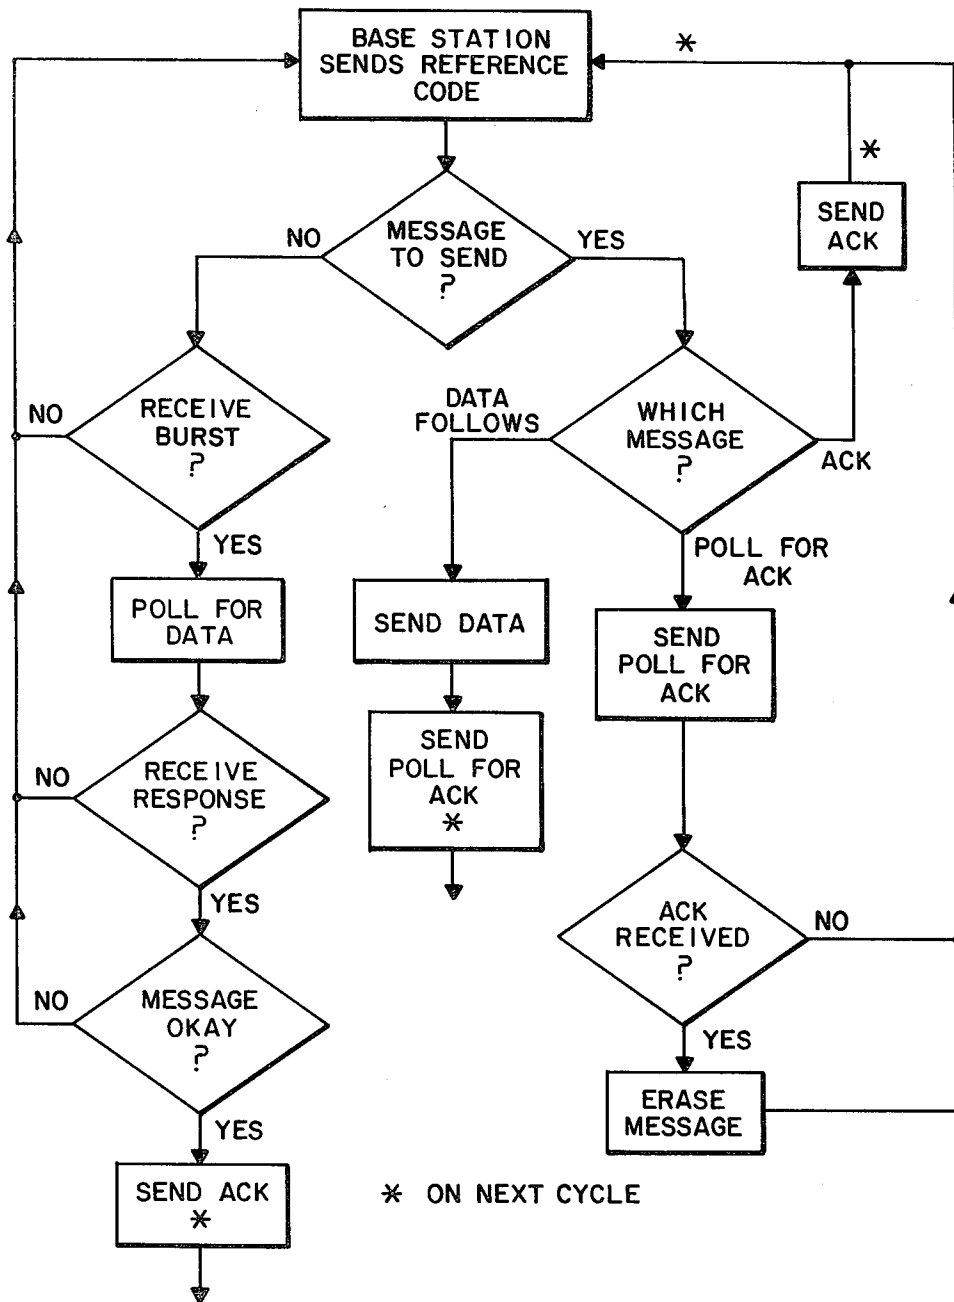 BASE STATION
SENDS REFERENCE
CODE
*
*
SEND
ACK
MESSAGE
TO SEND
?
NO
YES
RECEIVE
BURST
?
NO
YES
DATA
FOLLOWS
WHICH
MESSAGE
?
ACK
POLL FOR
ACK
POLL FOR
DATA
SEND DATA
SEND
POLL FOR
ACK
SEND
POLL FOR
ACK
*
RECEIVE
RESPONSE
?
NO
YES
ACK
RECEIVED
?
NO
YES
MESSAGE
OKAY
?
NO
YES
ERASE
MESSAGE
SEND ACK
*
* ON NEXT CYCLE